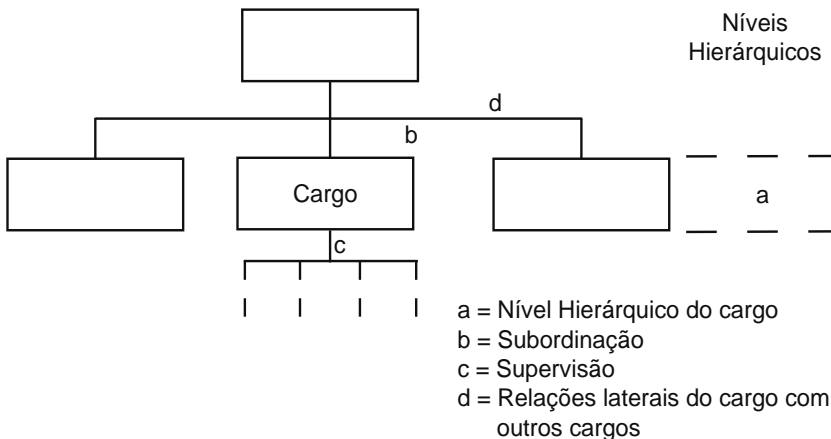 Níveis
Hierárquicos
d
b
Cargo
a
c
a = Nível Hierárquico do cargo
b = Subordinação
c = Supervisão
d = Relações laterais do cargo com
outros cargos